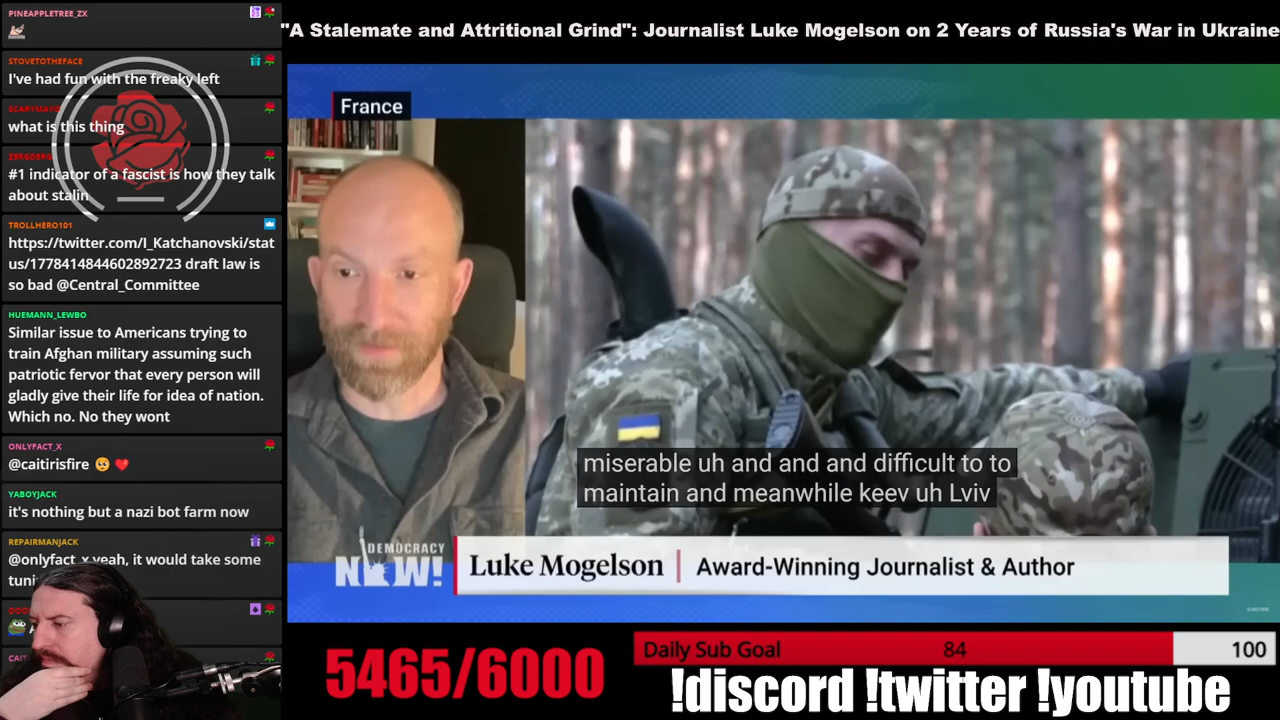 "A Stalemate and Attritional Grind": Journalist Luke Mogelson on 2 Years of Russia's War in Ukraine
PINEAPPLETREE_ZX
STOVETOTHEFACE
I've had fun with the freaky left
what is this thing
#1 indicator of a fascist is how they talk
about stalin
TROLLHERO101
https://twitter.com/I_Katchanovski/stat
us/1778414844602892723 draft law is
so bad @Central_Committee
HUEMANN_LEWBO
Similar issue to Americans trying to
train Afghan military assuming such
patriotic fervor that every person will
gladly give their life for idea of nation.
Which no. No they wont
ONLYFACT_X
@caitirisfire
YABOYJACK
it's nothing but a nazi bot farm now
REPAIRMANJACK
@onlyfact_x yeah, it would take some
France
miserable uh and and and difficult to to
maintain and meanwhile keev uh Lviv
DEMOCRACY
NOW!
Luke Mogelson | Award-Winning Journalist & Author
SUBSCRIBE
5465/6000
Daily Sub Goal 84 100
!discord !twitter !youtube